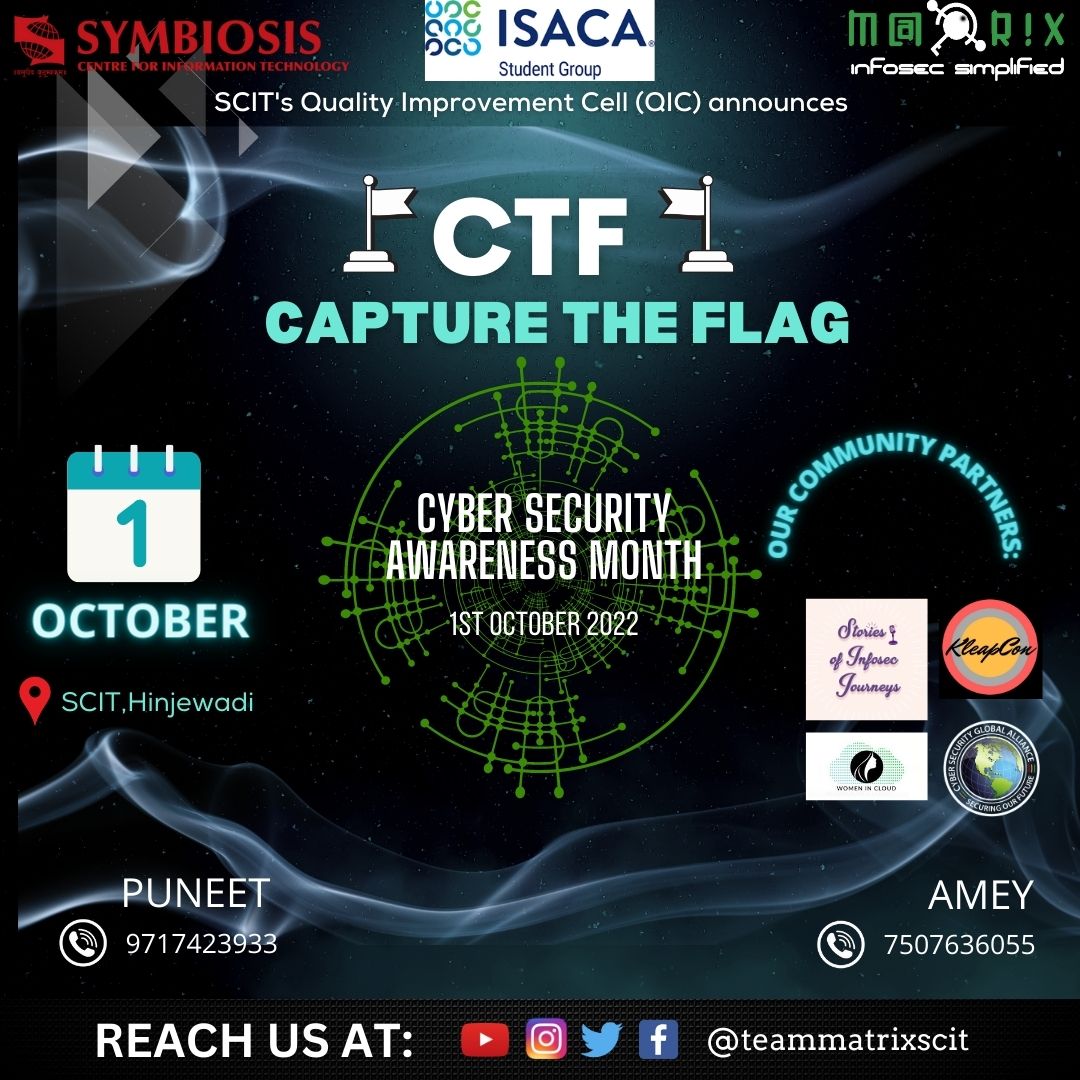 SYMBIOSIS
CENTRE FOR INFORMATION TECHNOLOGY
ISACA®
Student Group
M@TRIX
infosec simplified
SCIT's Quality Improvement Cell (QIC) announces
CTF
CAPTURE THE FLAG
1
OCTOBER
SCIT,Hinjewadi
CYBER SECURITY
AWARENESS MONTH
1ST OCTOBER 2022
OUR COMMUNITY PARTNERS:
Stories
of Infosec
Journeys
KleapCon
WOMEN IN CLOUD
CYBER SECURITY GLOBAL ALLIANCE
SECURING OUR FUTURE
PUNEET
9717423933
AMEY
7507636055
REACH US AT:
@teammatrixscit